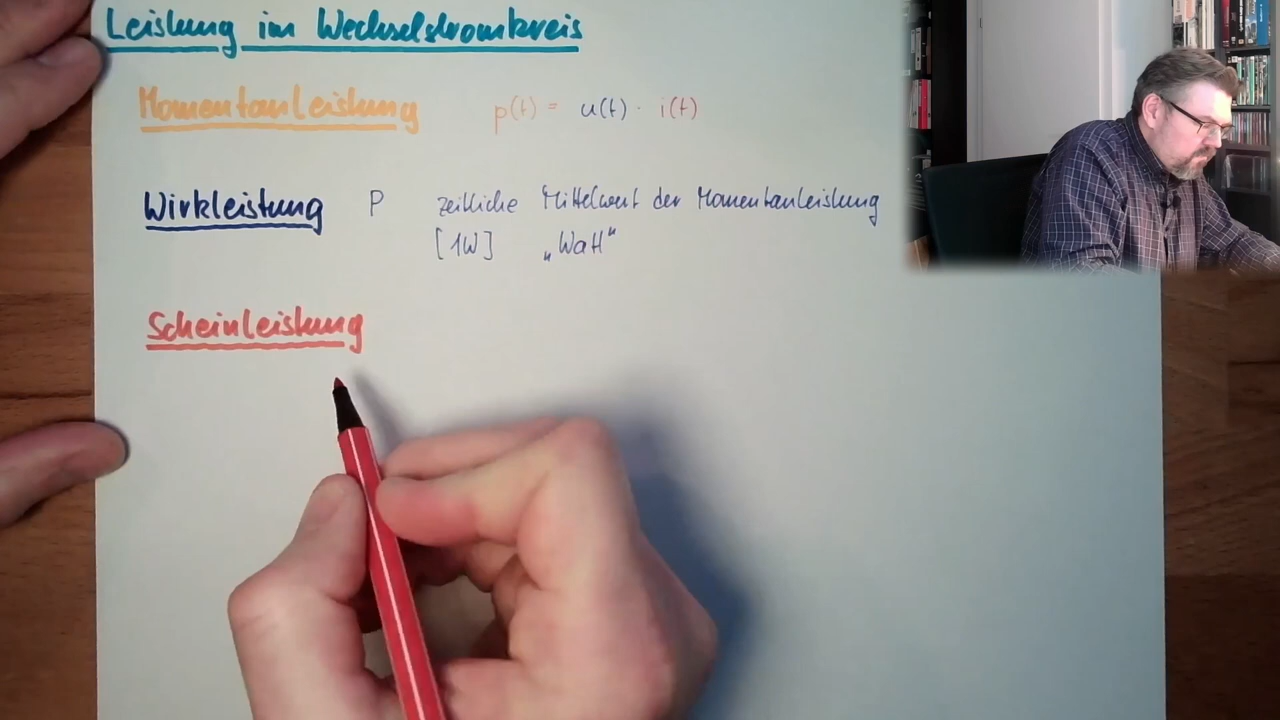 Leistung im Wechselstromkreis
Momentanleistung p(t) = u(t) · i(t)
Wirkleistung P zeitliche Mittelwert der Momentanleistung
[1W] „Watt“
Scheinleistung